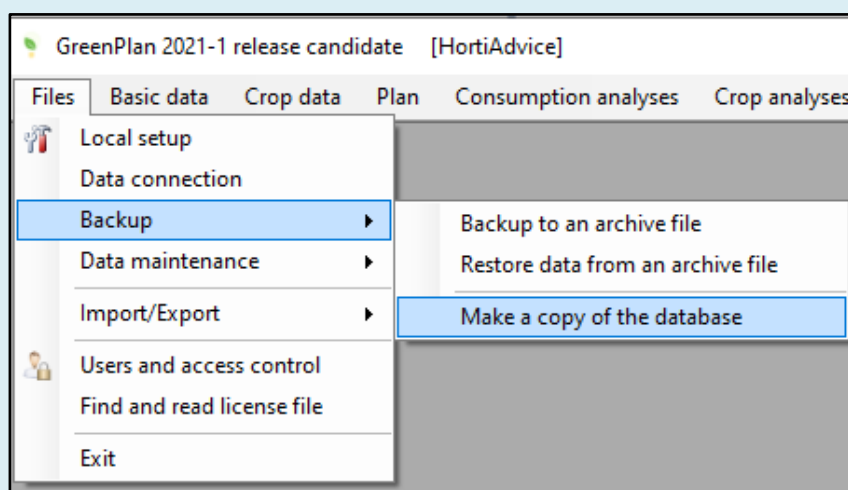 GreenPlan 2021-1 release candidate [HortiAdvice]
Files Basic data Crop data Plan Consumption analyses Crop analyses
Local setup
Data connection
Backup
Backup to an archive file
Data maintenance
Restore data from an archive file
Import/Export
Make a copy of the database
Users and access control
Find and read license file
Exit